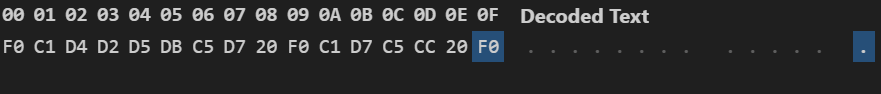 00 01 02 03 04 05 06 07 08 09 0A 0B 0C 0D 0E 0F Decoded Text
F0 C1 D4 D2 D5 DB C5 D7 20 F0 C1 D7 C5 CC 20 F0 . . . . . . . . . . . . . .